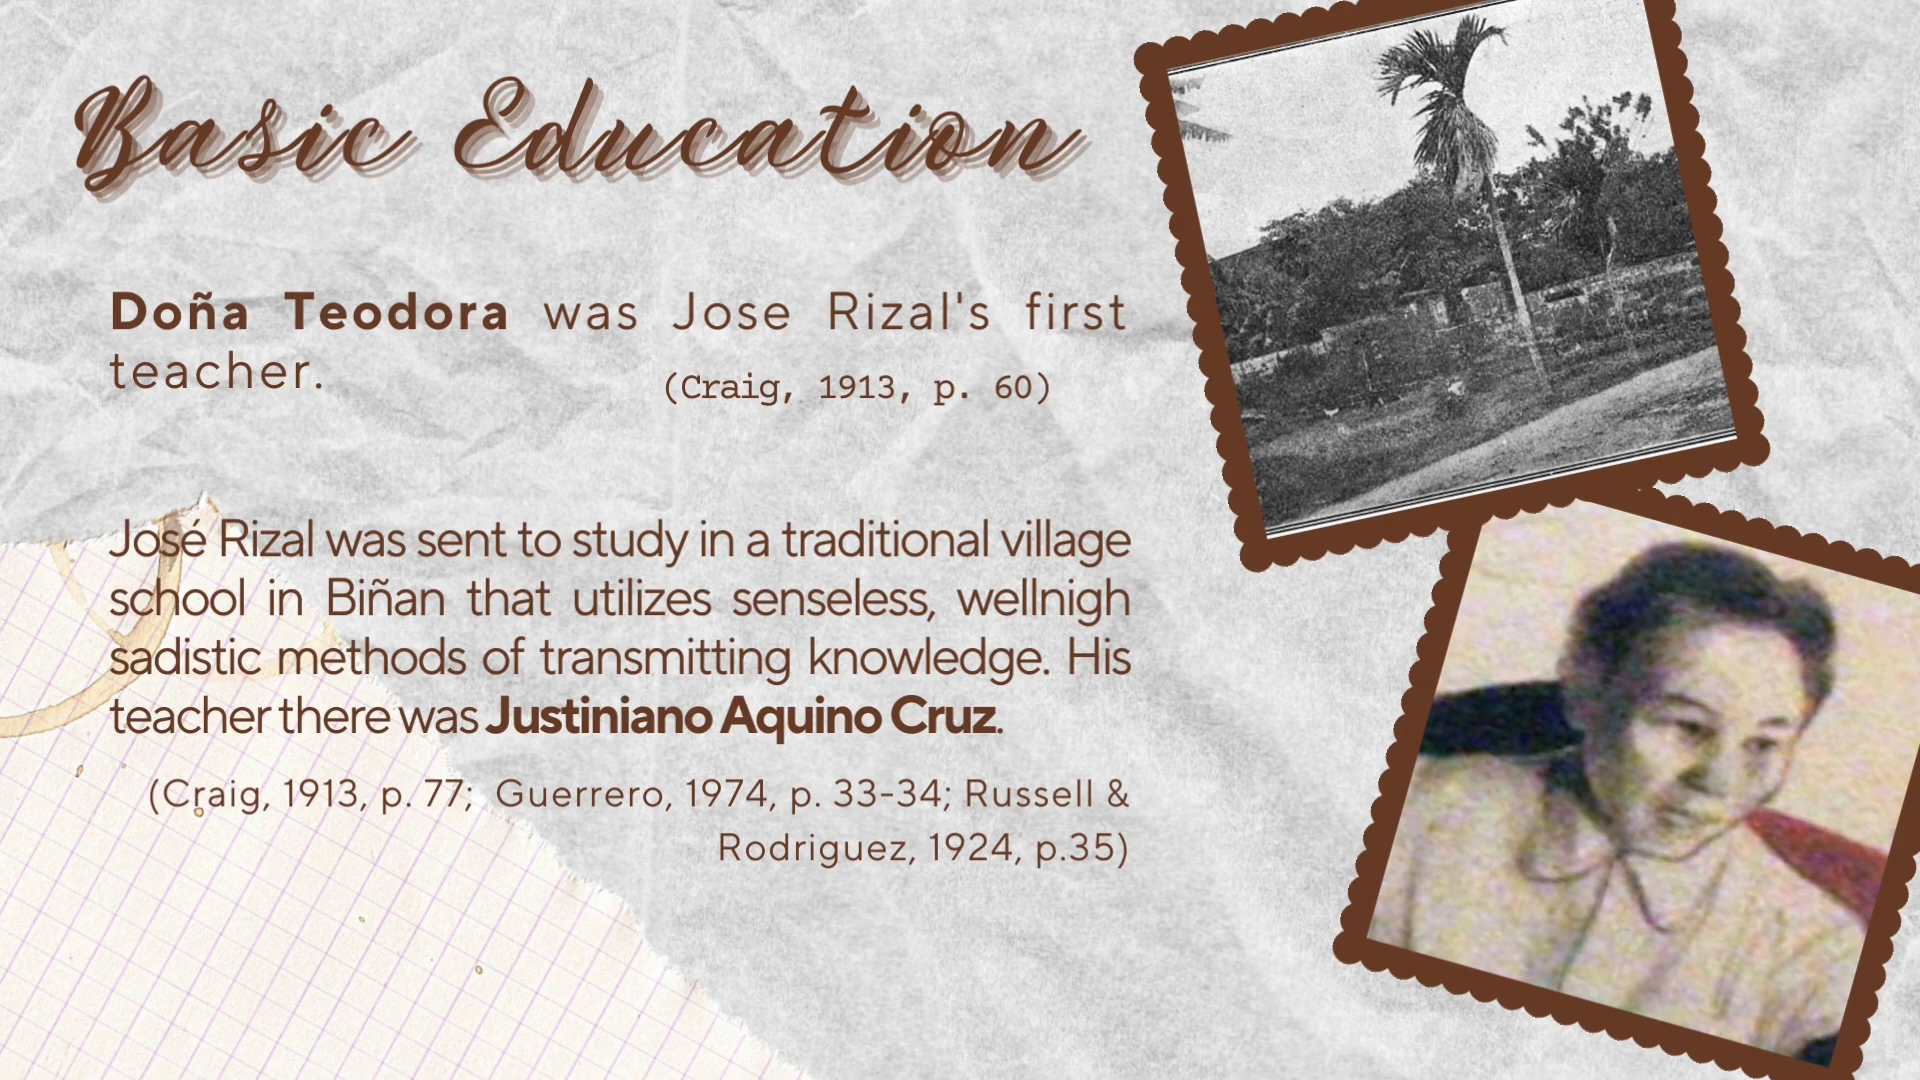 Basic Education
Doña Teodora was Jose Rizal's first
teacher.
(Craig, 1913, p. 60)
José Rizal was sent to study in a traditional village
school in Biñan that utilizes senseless, wellnigh
sadistic methods of transmitting knowledge. His
teacher there was Justiniano Aquino Cruz.
(Craig, 1913, p. 77; Guerrero, 1974, p. 33-34; Russell &
Rodriguez, 1924, p.35)